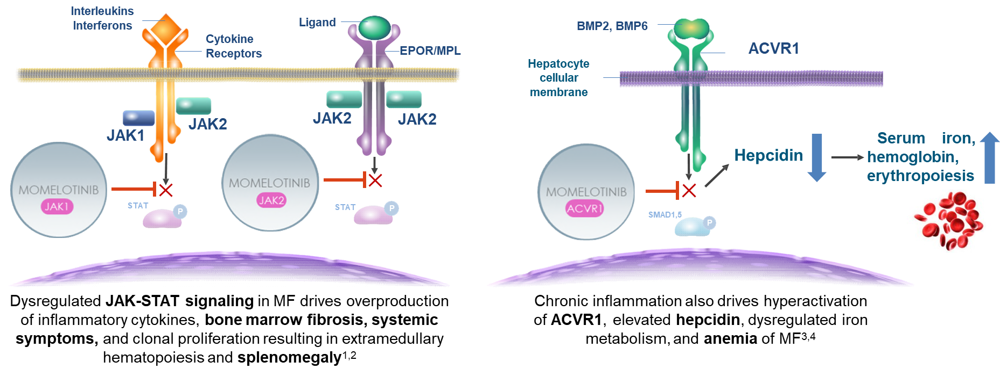 Interleukins
Interferons
Cytokine
Receptors
Ligand
EPOR/MPL
JAK1
JAK2
JAK2
JAK2
MOMELOTINIB
JAK1
STAT
P
MOMELOTINIB
JAK2
STAT
P
Dysregulated JAK-STAT signaling in MF drives overproduction
of inflammatory cytokines, bone marrow fibrosis, systemic
symptoms, and clonal proliferation resulting in extramedullary
hematopoiesis and splenomegaly1,2
BMP2, BMP6
ACVR1
Hepatocyte
cellular
membrane
MOMELOTINIB
ACVR1
SMAD1,5
P
Hepcidin
Serum iron,
hemoglobin,
erythropoiesis
Chronic inflammation also drives hyperactivation
of ACVR1, elevated hepcidin, dysregulated iron
metabolism, and anemia of MF3,4